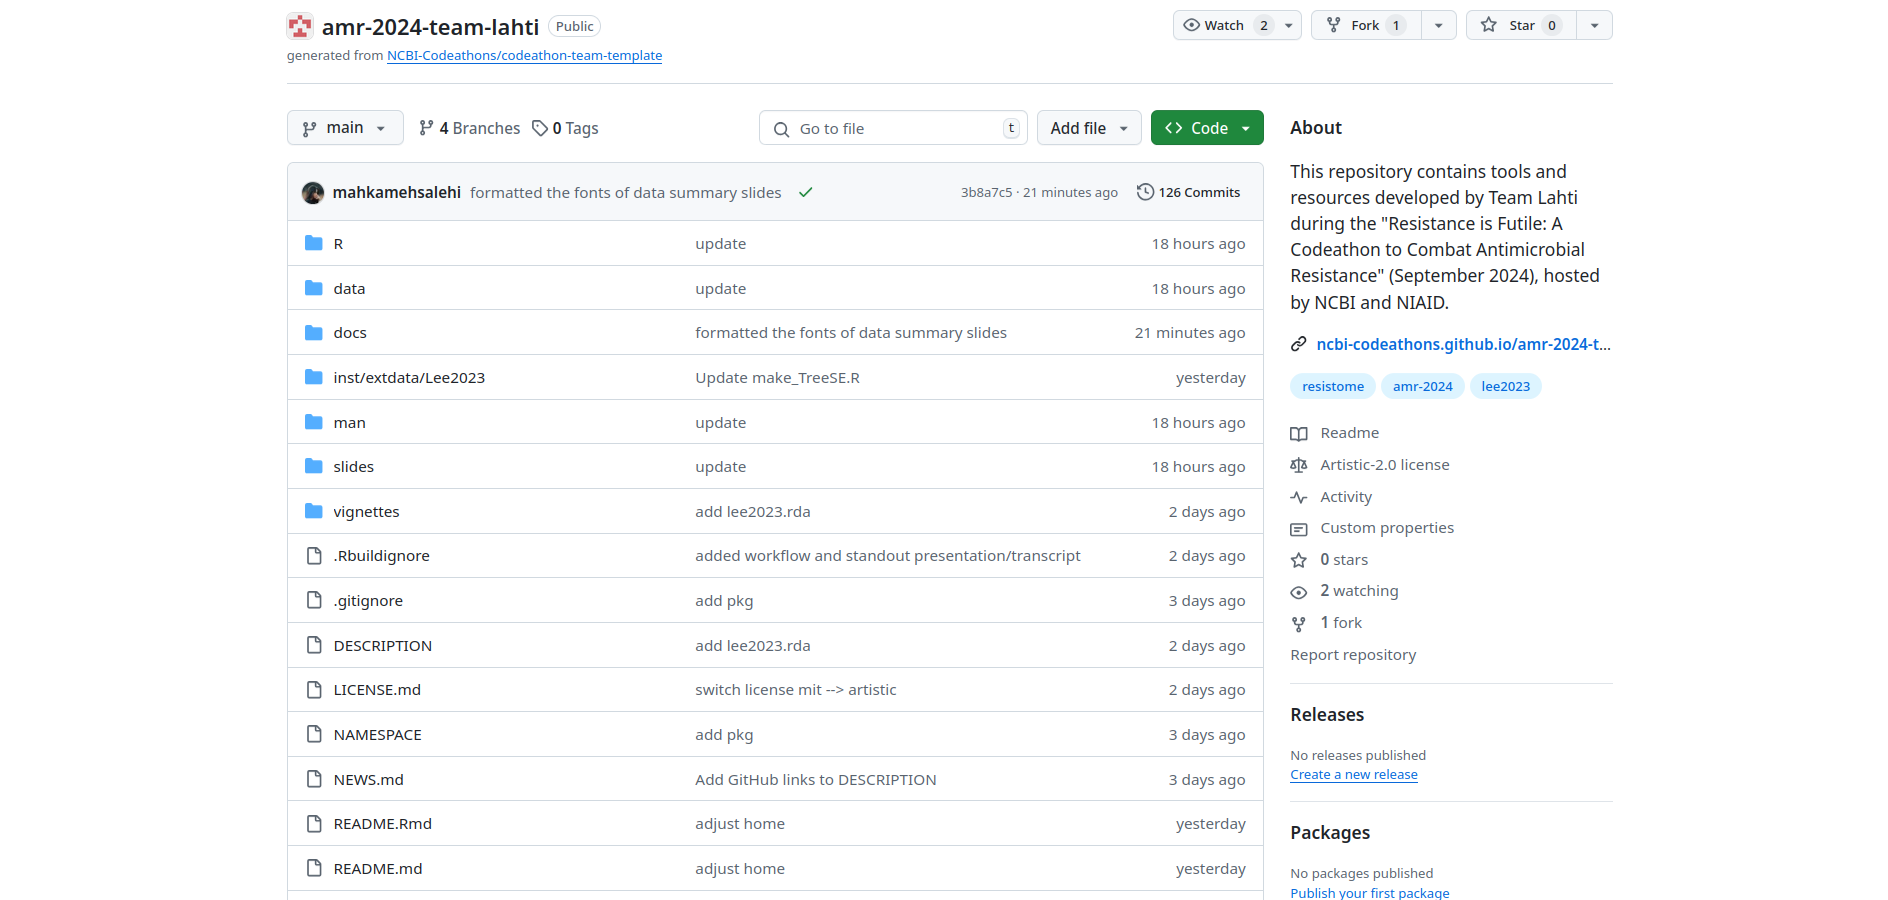 amr-2024-team-lahti Public
Watch 2 Fork 1 Star 0
generated from NCBI-Codeathons/codeathon-team-template
main 4 Branches 0 Tags Go to file t Add file Code
mahkamehsalehi formatted the fonts of data summary slides 3b8a7c5 · 21 minutes ago 126 Commits
R update 18 hours ago
data update 18 hours ago
docs formatted the fonts of data summary slides 21 minutes ago
inst/extdata/Lee2023 Update make_TreeSE.R yesterday
man update 18 hours ago
slides update 18 hours ago
vignettes add lee2023.rda 2 days ago
.Rbuildignore added workflow and standout presentation/transcript 2 days ago
.gitignore add pkg 3 days ago
DESCRIPTION add lee2023.rda 2 days ago
LICENSE.md switch license mit --> artistic 2 days ago
NAMESPACE add pkg 3 days ago
NEWS.md Add GitHub links to DESCRIPTION 3 days ago
README.Rmd adjust home yesterday
README.md adjust home yesterday
About
This repository contains tools and
resources developed by Team Lahti
during the "Resistance is Futile: A
Codeathon to Combat Antimicrobial
Resistance" (September 2024), hosted
by NCBI and NIAID.
ncbi-codeathons.github.io/amr-2024-t...
resistome amr-2024 lee2023
Readme
Artistic-2.0 license
Activity
Custom properties
0 stars
2 watching
1 fork
Report repository
Releases
No releases published
Create a new release
Packages
No packages published
Publish your first package